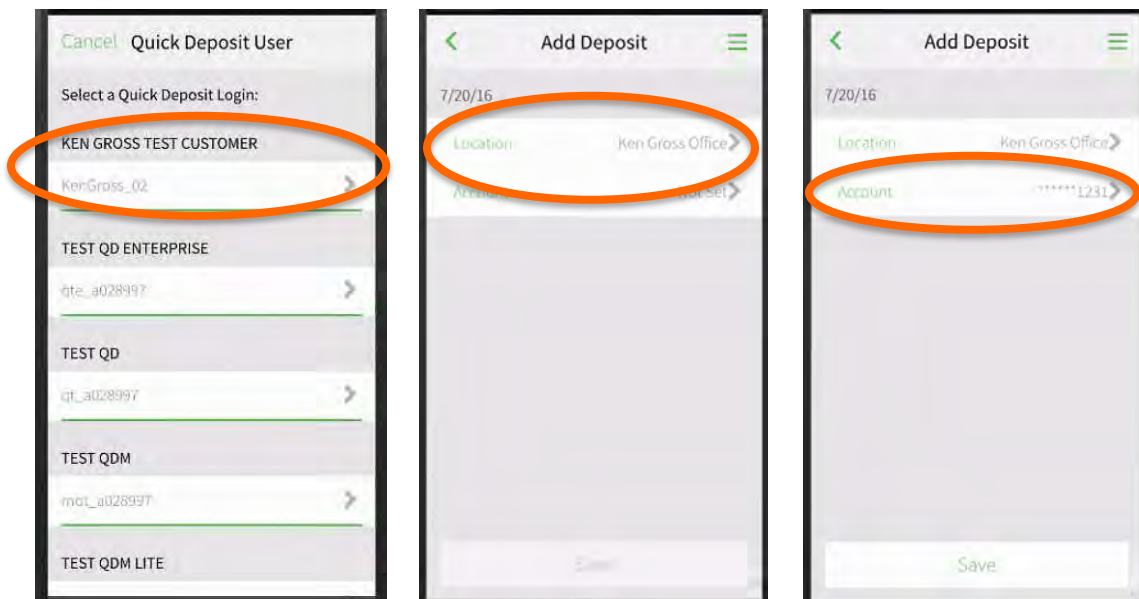 Cancel Quick Deposit User
Select a Quick Deposit Login:
KEN GROSS TEST CUSTOMER
KenGross_02
TEST QD ENTERPRISE
qte_a028997
TEST QD
qt_a028997
TEST QDM
mqt_a028997
TEST QDM LITE
Add Deposit
7/20/16
Location Ken Gross Office
Account Not Set
Save
Add Deposit
7/20/16
Location Ken Gross Office
Account ******1231
Save